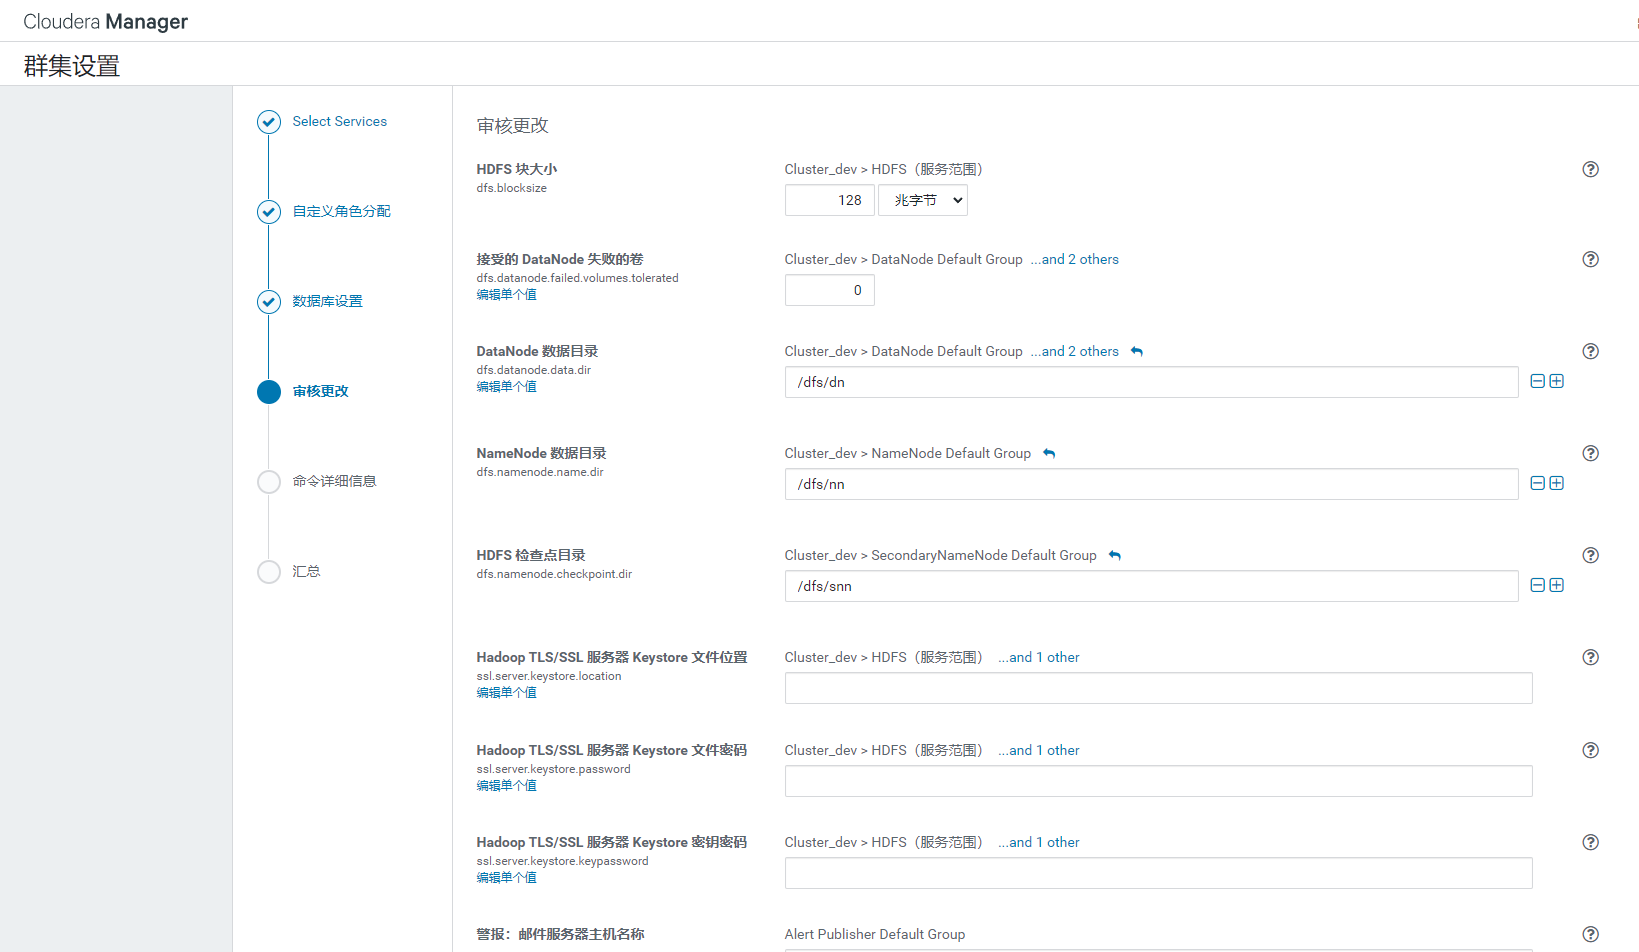 Cloudera Manager
群集设置
Select Services
自定义角色分配
数据库设置
审核更改
命令详细信息
汇总
审核更改
HDFS 块大小
dfs.blocksize
Cluster_dev > HDFS（服务范围）
128
兆字节
接受的 DataNode 失败的卷
dfs.datanode.failed.volumes.tolerated
编辑单个值
Cluster_dev > DataNode Default Group ...and 2 others
0
DataNode 数据目录
dfs.datanode.data.dir
编辑单个值
Cluster_dev > DataNode Default Group ...and 2 others
/dfs/dn
NameNode 数据目录
dfs.namenode.name.dir
Cluster_dev > NameNode Default Group
/dfs/nn
HDFS 检查点目录
dfs.namenode.checkpoint.dir
Cluster_dev > SecondaryNameNode Default Group
/dfs/snn
Hadoop TLS/SSL 服务器 Keystore 文件位置
ssl.server.keystore.location
编辑单个值
Cluster_dev > HDFS（服务范围） ...and 1 other
Hadoop TLS/SSL 服务器 Keystore 文件密码
ssl.server.keystore.password
编辑单个值
Cluster_dev > HDFS（服务范围） ...and 1 other
Hadoop TLS/SSL 服务器 Keystore 密钥密码
ssl.server.keystore.keypassword
编辑单个值
Cluster_dev > HDFS（服务范围） ...and 1 other
警报：邮件服务器主机名称
Alert Publisher Default Group